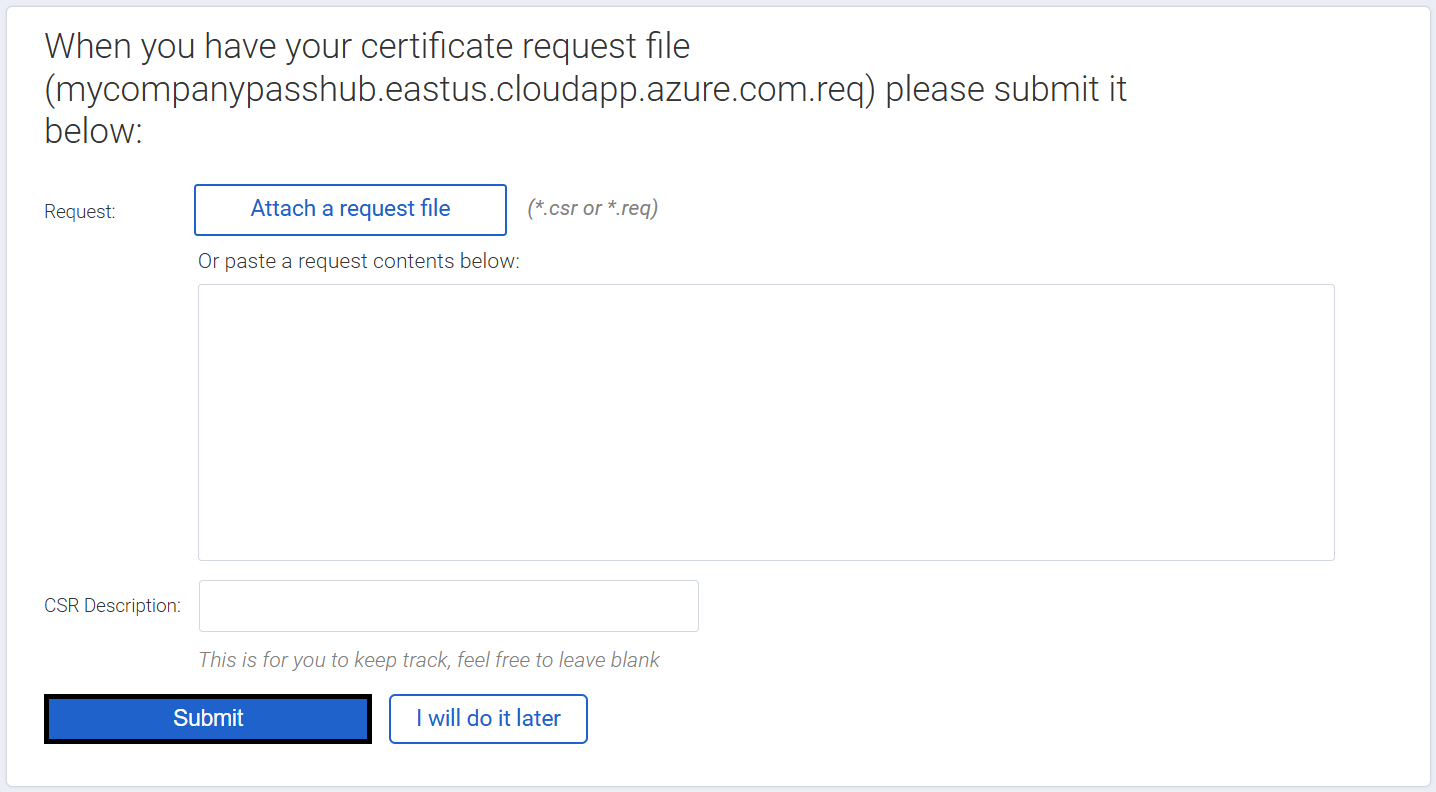 When you have your certificate request file
(mycompanypasshub.eastus.cloudapp.azure.com.req) please submit it
below:
Request:
Attach a request file
(*.csr or *.req)
Or paste a request contents below:
CSR Description:
This is for you to keep track, feel free to leave blank
Submit
I will do it later